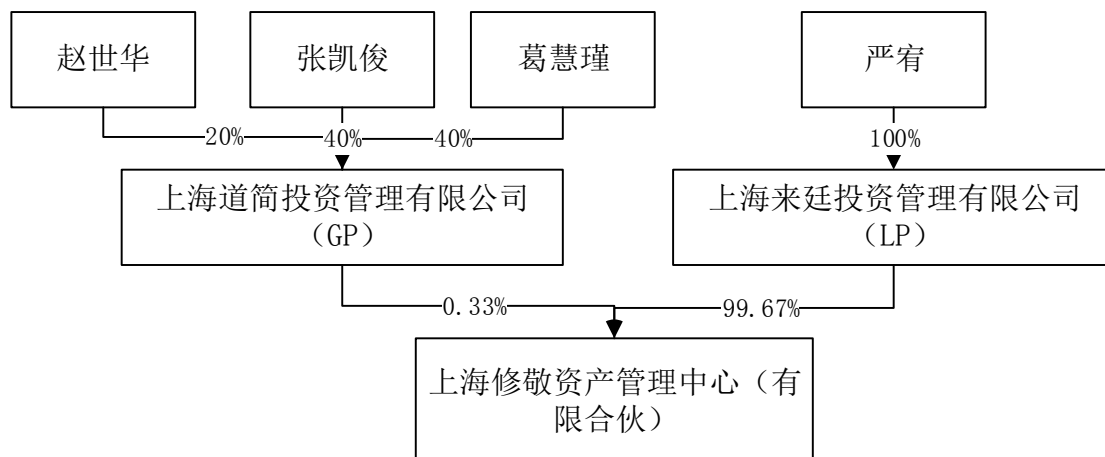 赵世华
张凯俊
葛慧瑾
严宥
20%
40%
40%
100%
上海道简投资管理有限公司
（GP）
上海来廷投资管理有限公司
（LP）
0.33%
99.67%
上海修敬资产管理中心（有
限合伙）